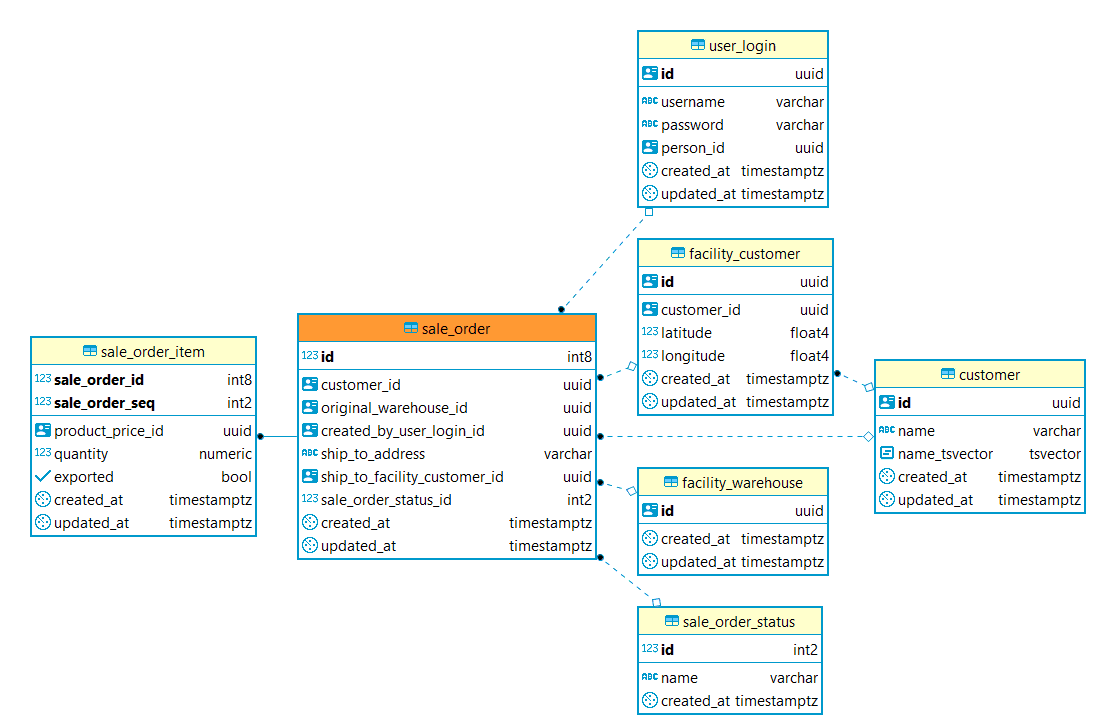 user_login
id uuid
ABC username varchar
ABC password varchar
person_id uuid
created_at timestamptz
updated_at timestamptz
facility_customer
id uuid
customer_id uuid
123 latitude float4
123 longitude float4
created_at timestamptz
updated_at timestamptz
sale_order
123 id int8
customer_id uuid
original_warehouse_id uuid
created_by_user_login_id uuid
ABC ship_to_address varchar
ship_to_facility_customer_id uuid
123 sale_order_status_id int2
created_at timestamptz
updated_at timestamptz
sale_order_item
123 sale_order_id int8
123 sale_order_seq int2
product_price_id uuid
123 quantity numeric
exported bool
created_at timestamptz
updated_at timestamptz
customer
id uuid
ABC name varchar
name_tsvector tsvector
created_at timestamptz
updated_at timestamptz
facility_warehouse
id uuid
created_at timestamptz
updated_at timestamptz
sale_order_status
123 id int2
ABC name varchar
created_at timestamptz